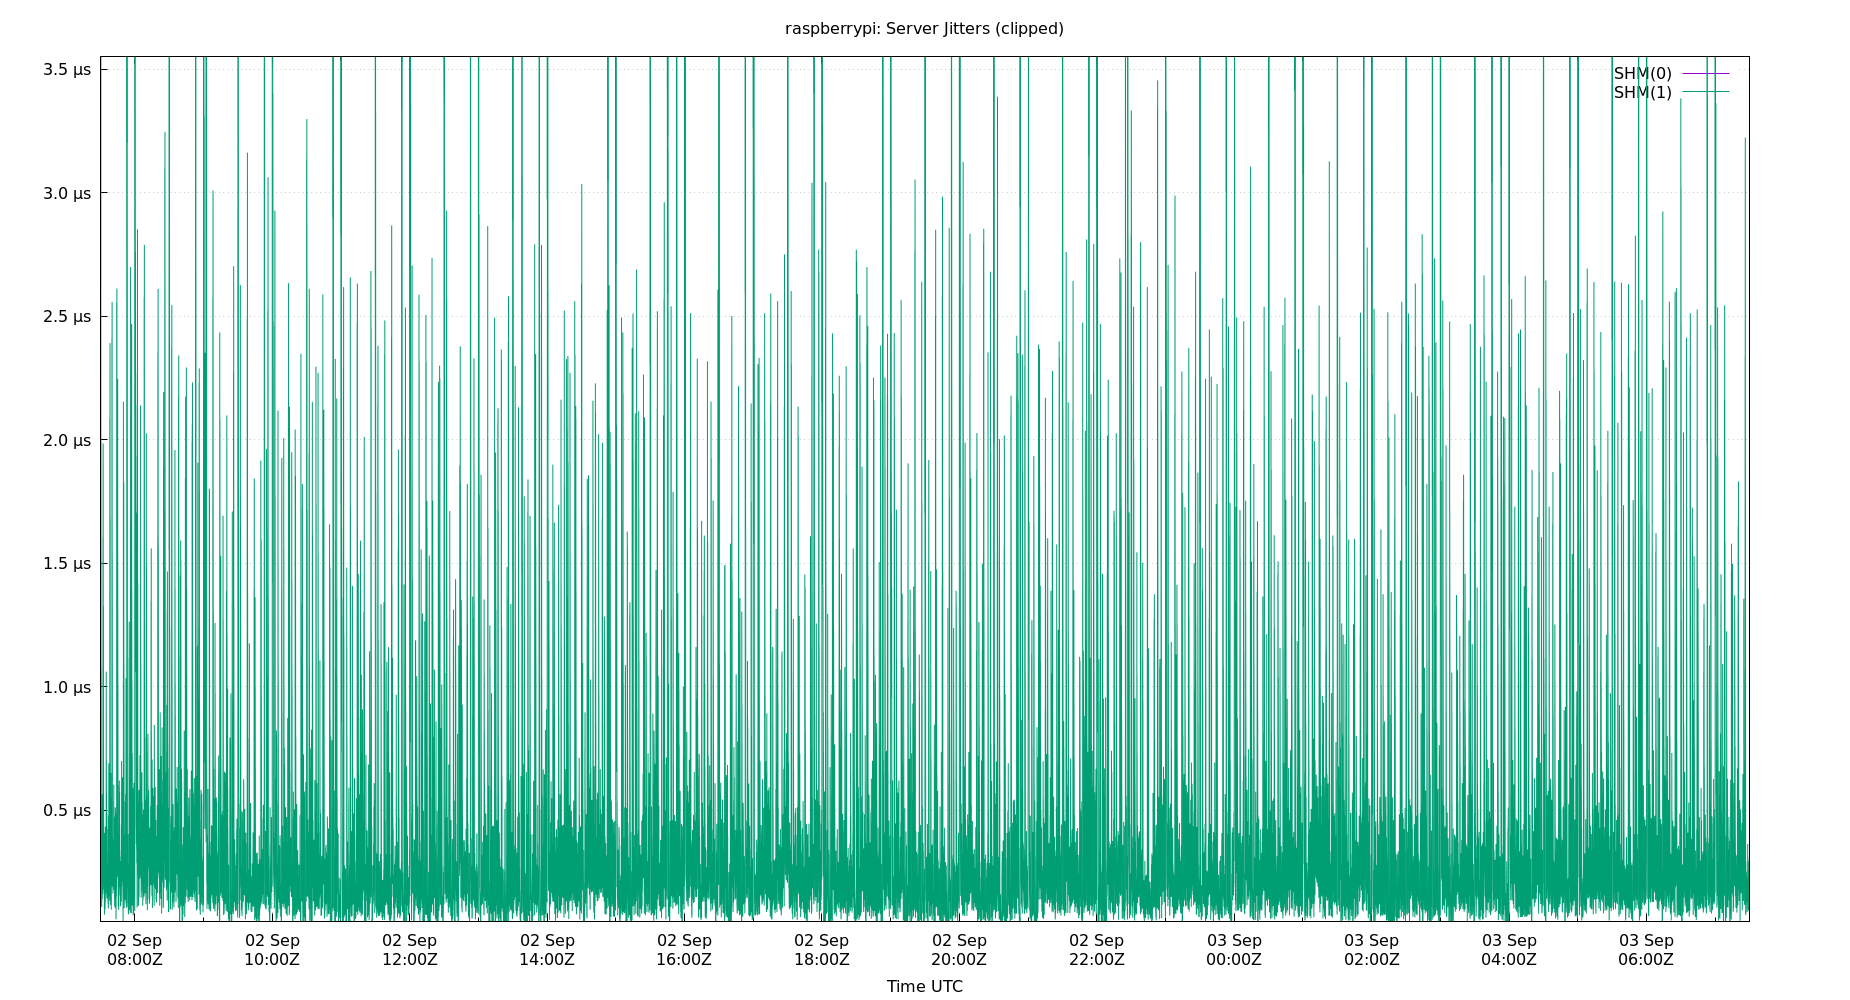 raspberrypi: Server Jitters (clipped)
SHM(0)
SHM(1)
3.5 µs
3.0 µs
2.5 µs
2.0 µs
1.5 µs
1.0 µs
0.5 µs
02 Sep 02 Sep 02 Sep 02 Sep 02 Sep 02 Sep 02 Sep 02 Sep 03 Sep 03 Sep 03 Sep 03 Sep
08:00Z 10:00Z 12:00Z 14:00Z 16:00Z 18:00Z 20:00Z 22:00Z 00:00Z 02:00Z 04:00Z 06:00Z
Time UTC